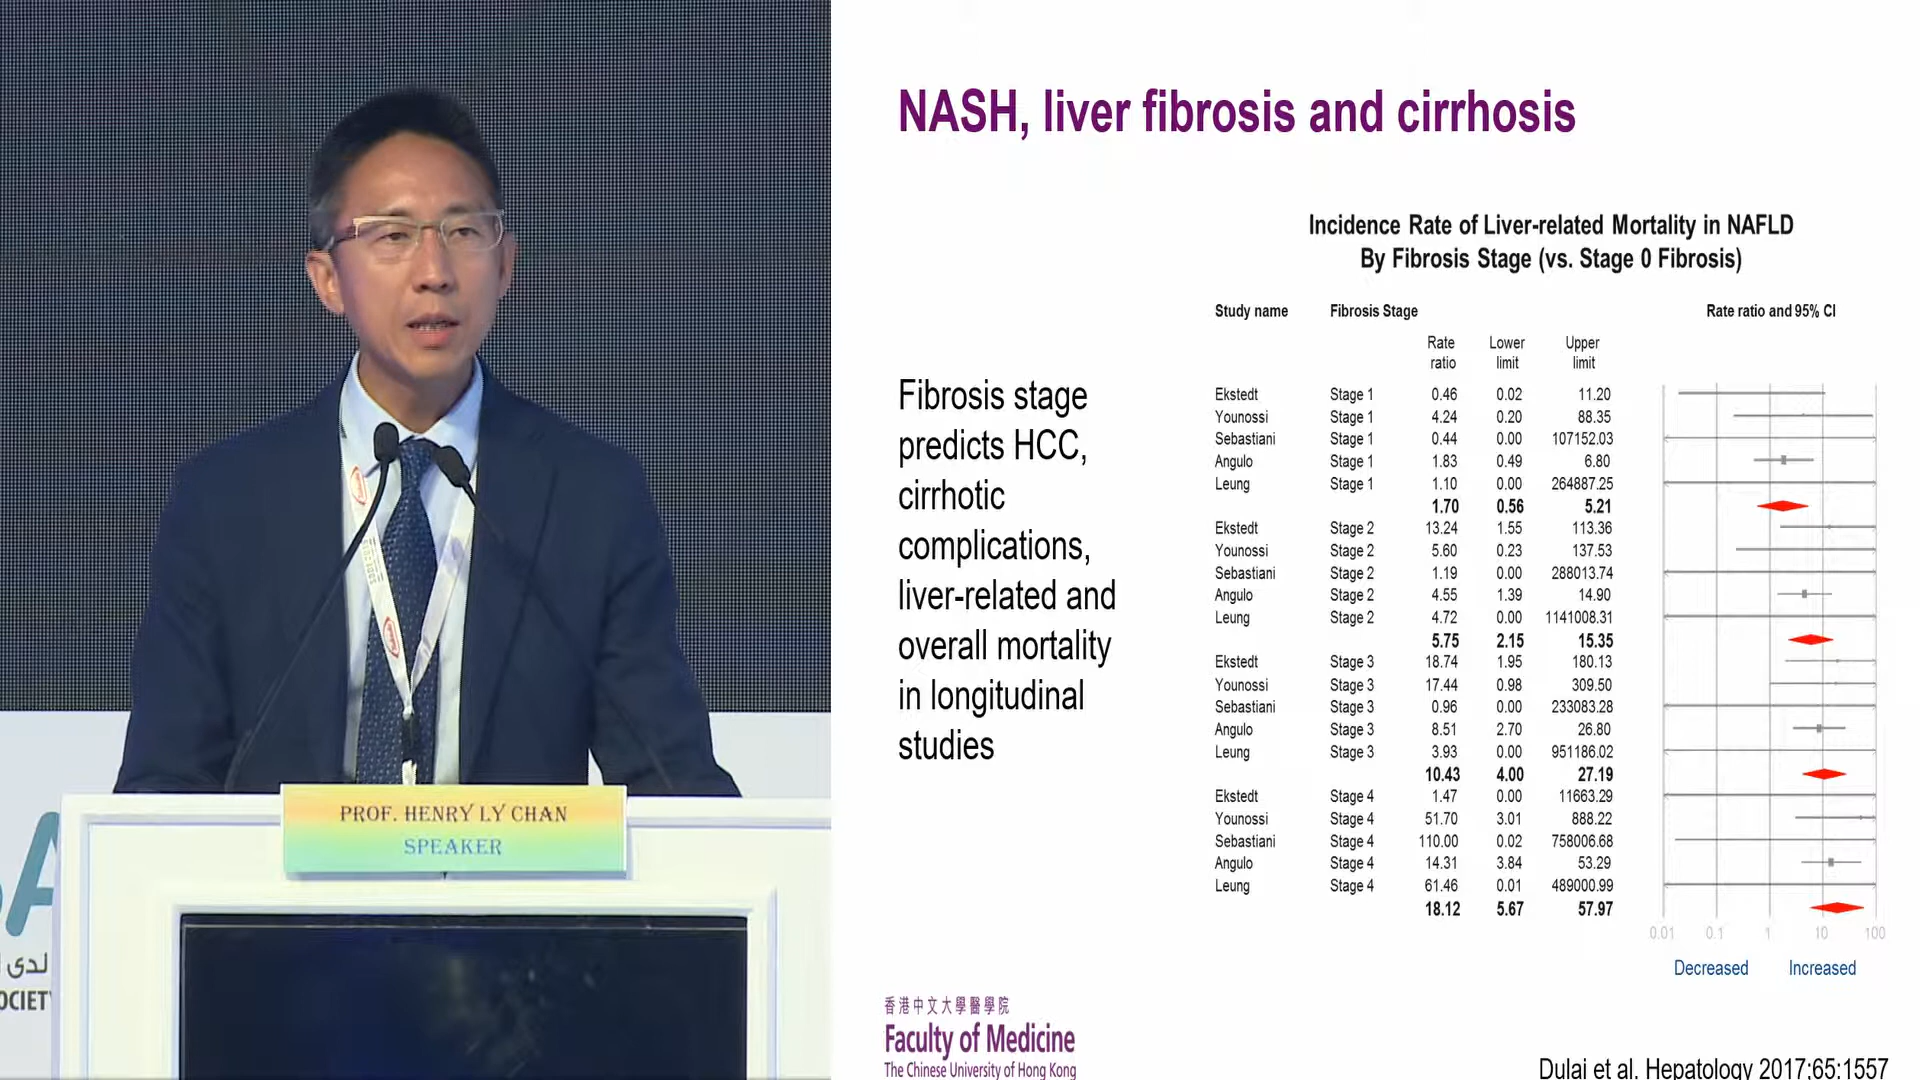 NASH, liver fibrosis and cirrhosis
Incidence Rate of Liver-related Mortality in NAFLD
By Fibrosis Stage (vs. Stage 0 Fibrosis)
Study name Fibrosis Stage Rate ratio and 95% CI
Rate Lower Upper
ratio limit limit
Ekstedt Stage 1 0.46 0.02 11.20
Younossi Stage 1 4.24 0.20 88.35
Sebastiani Stage 1 0.44 0.00 107152.03
Angulo Stage 1 1.83 0.49 6.80
Leung Stage 1 1.10 0.00 264887.25
1.70 0.56 5.21
Ekstedt Stage 2 13.24 1.55 113.36
Younossi Stage 2 5.60 0.23 137.53
Sebastiani Stage 2 1.19 0.00 288013.74
Angulo Stage 2 4.55 1.39 14.90
Leung Stage 2 4.72 0.00 1141008.31
5.75 2.15 15.35
Ekstedt Stage 3 18.74 1.95 180.13
Younossi Stage 3 17.44 0.98 309.50
Sebastiani Stage 3 0.96 0.00 233083.28
Angulo Stage 3 8.51 2.70 26.80
Leung Stage 3 3.93 0.00 951186.02
10.43 4.00 27.19
Ekstedt Stage 4 1.47 0.00 11663.29
Younossi Stage 4 51.70 3.01 888.22
Sebastiani Stage 4 110.00 0.02 758006.68
Angulo Stage 4 14.31 3.84 53.29
Leung Stage 4 61.46 0.01 489000.99
18.12 5.67 57.97
0.01 0.1 1 10 100
Decreased Increased
Fibrosis stage
predicts HCC,
cirrhotic
complications,
liver-related and
overall mortality
in longitudinal
studies
香港中文大學醫學院
Faculty of Medicine
The Chinese University of Hong Kong
Dulai et al. Hepatology 2017;65:1557
PROF. HENRY LY CHAN
SPEAKER
لدى
OCIET